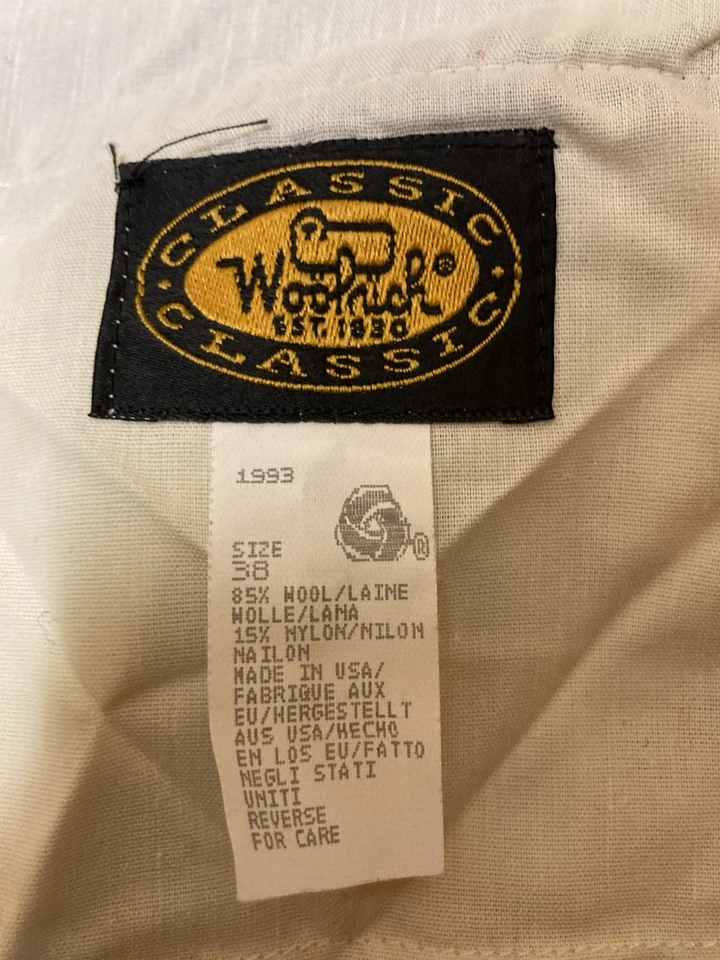 CLASSIC
Woolrich®
EST. 1830
CLASSIC
1993
®
SIZE
38
85% WOOL/LAINE
WOLLE/LANA
15% NYLON/NILON
NAILON
MADE IN USA/
FABRIQUE AUX
EU/HERGESTELLT
AUS USA/HECHO
EN LOS EU/FATTO
NEGLI STATI
UNITI
REVERSE
FOR CARE